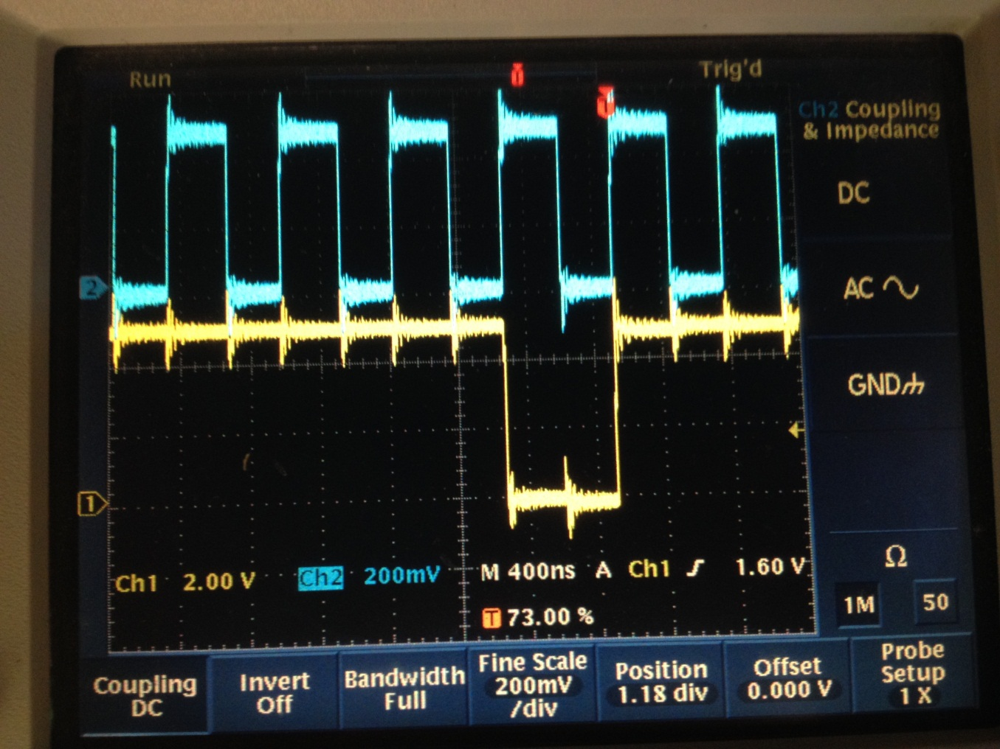 Run Trig'd
T
Ch2 Coupling
& Impedance
DC
2
AC
GND
1
Ch1 2.00 V Ch2 200mV M 400ns A Ch1 1.60 V
T 73.00 %
Ω
1M 50
Coupling
DC
Invert
Off
Bandwidth
Full
Fine Scale
200mV
/div
Position
1.18 div
Offset
0.000 V
Probe
Setup
1 X